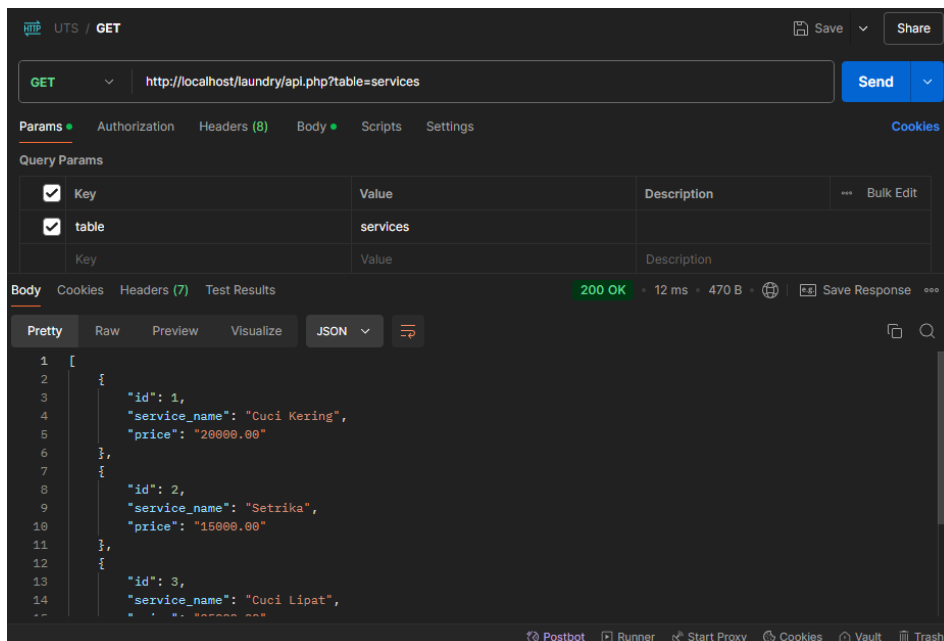 HTTP UTS / GET Save Share
GET http://localhost/laundry/api.php?table=services Send
Params Authorization Headers (8) Body Scripts Settings Cookies
Query Params
Key Value Description Bulk Edit
table services
Key Value Description
Body Cookies Headers (7) Test Results 200 OK 12 ms 470 B e.g. Save Response
Pretty Raw Preview Visualize JSON
1 [
2 {
3 "id": 1,
4 "service_name": "Cuci Kering",
5 "price": "20000.00"
6 },
7 {
8 "id": 2,
9 "service_name": "Setrika",
10 "price": "15000.00"
11 },
12 {
13 "id": 3,
14 "service_name": "Cuci Lipat",
Postbot Runner Start Proxy Cookies Vault Trash